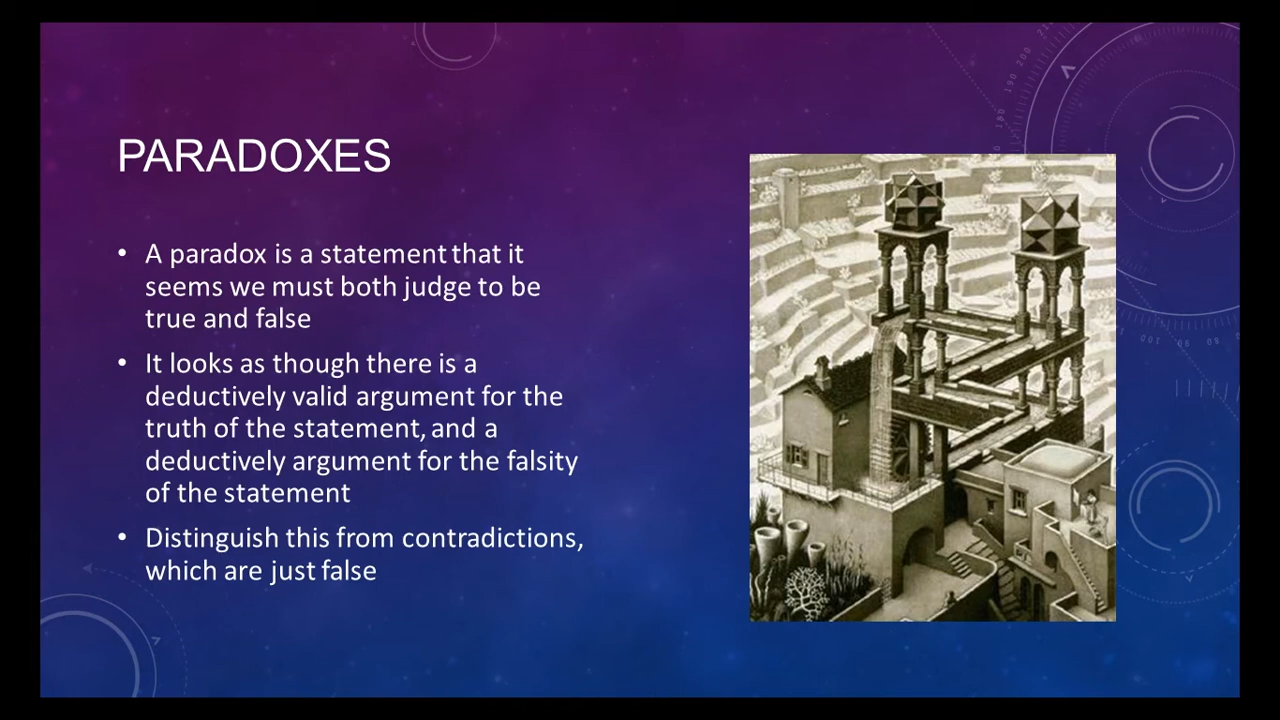 PARADOXES
• A paradox is a statement that it
seems we must both judge to be
true and false
• It looks as though there is a
deductively valid argument for the
truth of the statement, and a
deductively argument for the falsity
of the statement
• Distinguish this from contradictions,
which are just false